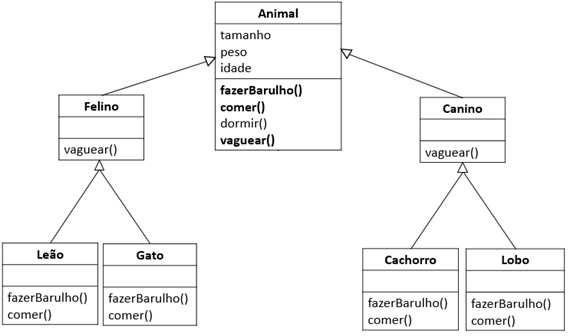 Animal
tamanho
peso
idade
fazerBarulho()
comer()
dormir()
vaguear()
Felino
vaguear()
Canino
vaguear()
Leão
fazerBarulho()
comer()
Gato
fazerBarulho()
comer()
Cachorro
fazerBarulho()
comer()
Lobo
fazerBarulho()
comer()